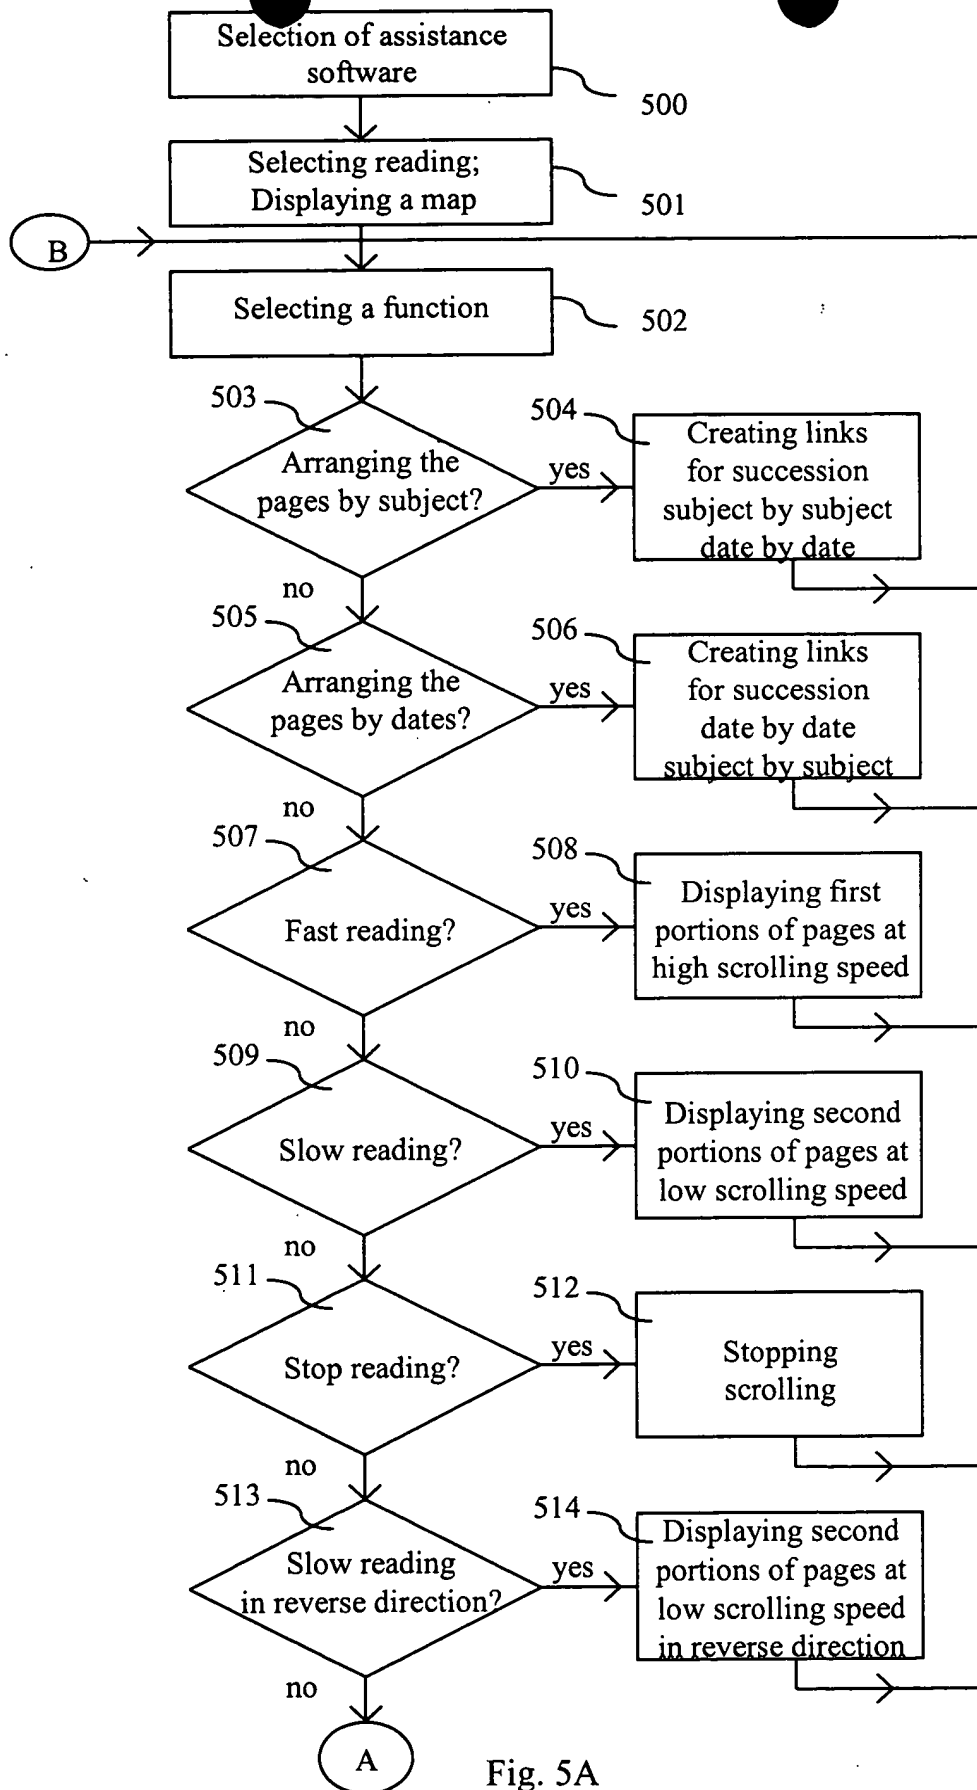 Selection of assistance
software
500
Selecting reading;
Displaying a map
501
B
Selecting a function
502
503
Arranging the
pages by subject?
yes
504
Creating links
for succession
subject by subject
date by date
no
505
Arranging the
pages by dates?
yes
506
Creating links
for succession
date by date
subject by subject
no
507
Fast reading?
yes
508
Displaying first
portions of pages at
high scrolling speed
no
509
Slow reading?
yes
510
Displaying second
portions of pages at
low scrolling speed
no
511
Stop reading?
yes
512
Stopping
scrolling
no
513
Slow reading
in reverse direction?
yes
514
Displaying second
portions of pages at
low scrolling speed
in reverse direction
no
A
Fig. 5A